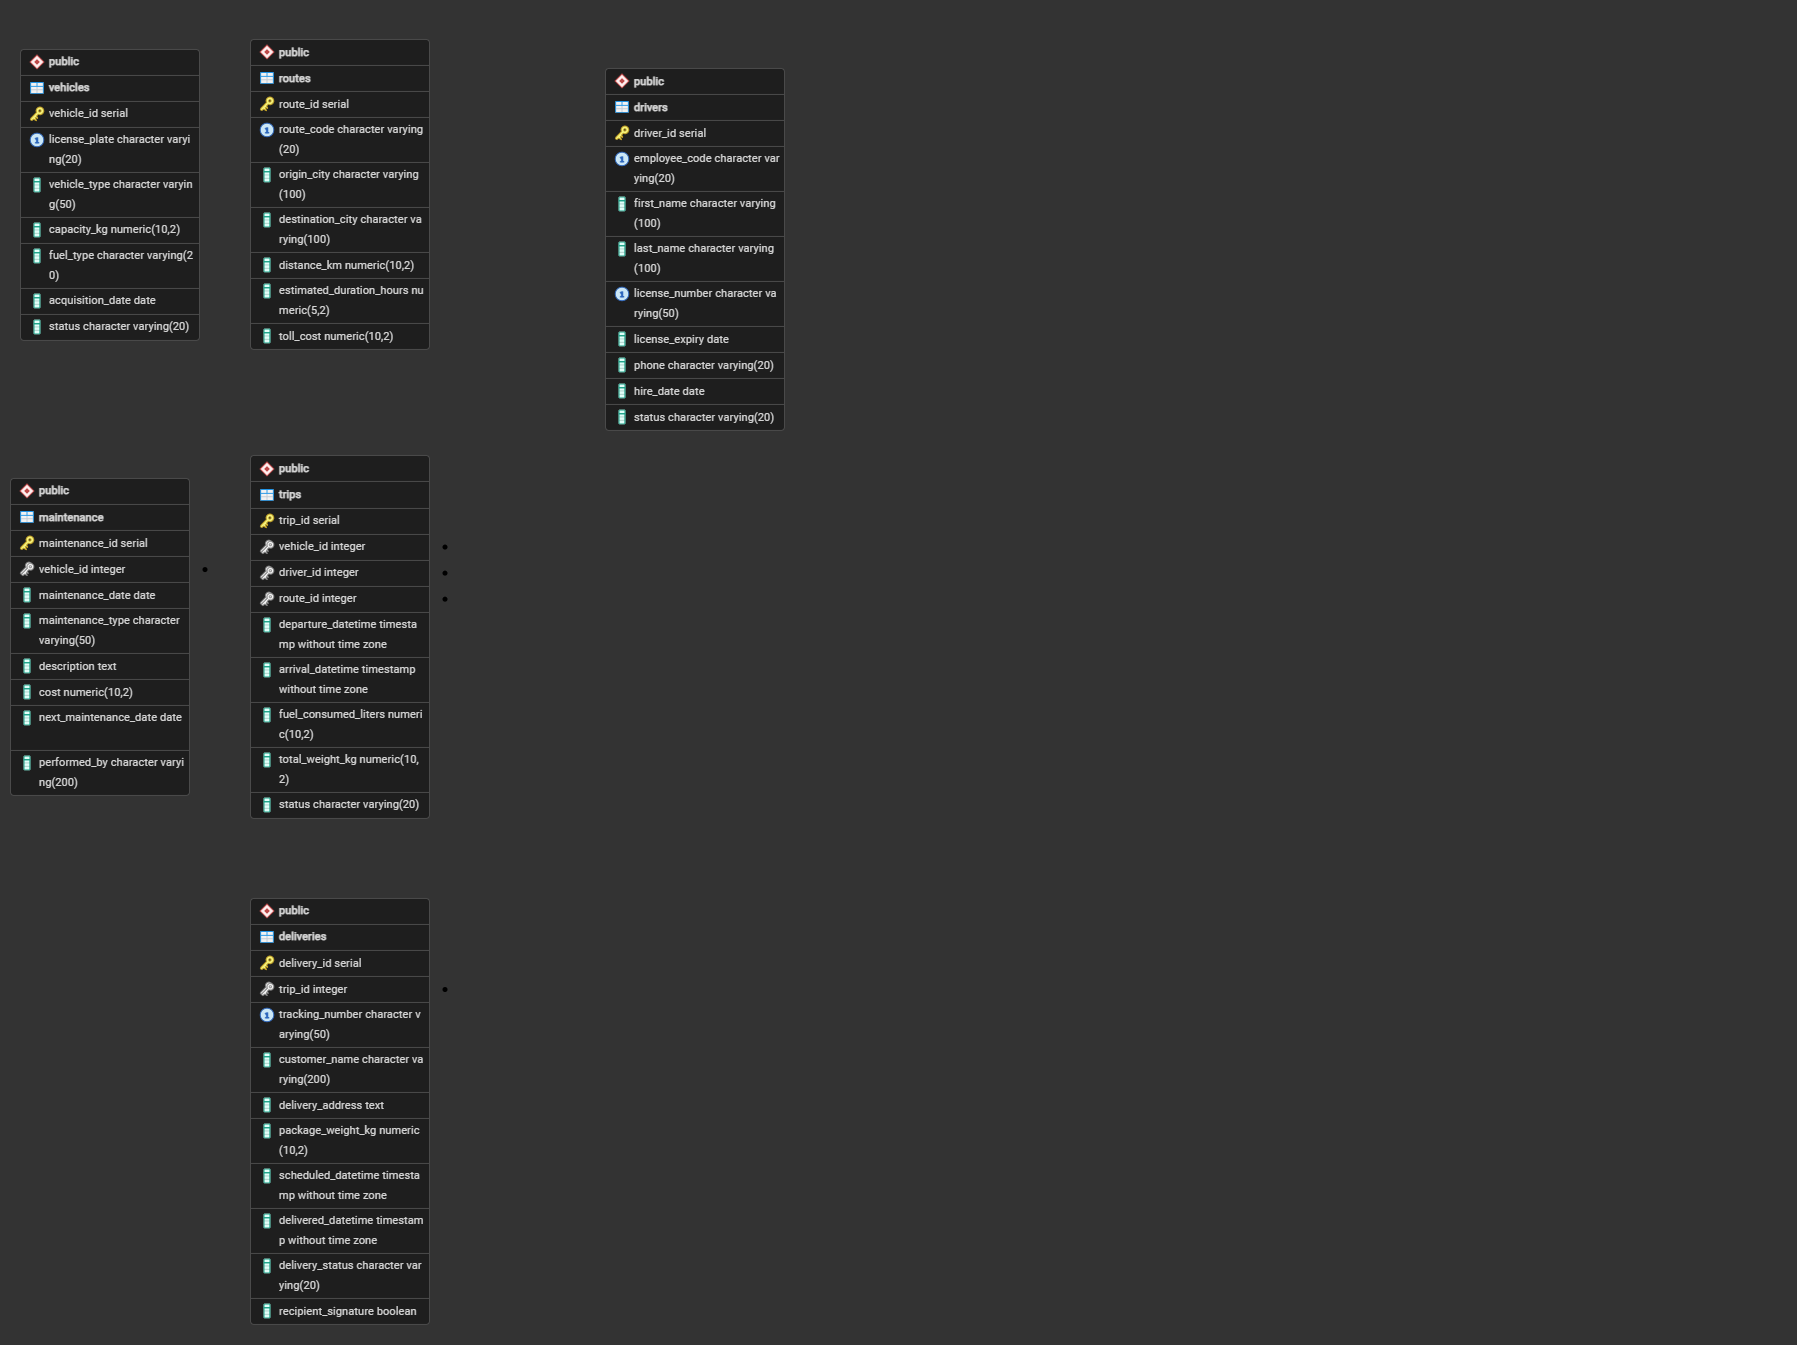 public
vehicles
vehicle_id serial
license_plate character varyi
ng(20)
vehicle_type character varyin
g(50)
capacity_kg numeric(10,2)
fuel_type character varying(2
0)
acquisition_date date
status character varying(20)
public
routes
route_id serial
route_code character varying
(20)
origin_city character varying
(100)
destination_city character va
rying(100)
distance_km numeric(10,2)
estimated_duration_hours nu
meric(5,2)
toll_cost numeric(10,2)
public
drivers
driver_id serial
employee_code character var
ying(20)
first_name character varying
(100)
last_name character varying
(100)
license_number character va
rying(50)
license_expiry date
phone character varying(20)
hire_date date
status character varying(20)
public
maintenance
maintenance_id serial
vehicle_id integer
maintenance_date date
maintenance_type character
varying(50)
description text
cost numeric(10,2)
next_maintenance_date date
performed_by character varyi
ng(200)
public
trips
trip_id serial
vehicle_id integer
driver_id integer
route_id integer
departure_datetime timesta
mp without time zone
arrival_datetime timestamp
without time zone
fuel_consumed_liters numeri
c(10,2)
total_weight_kg numeric(10,
2)
status character varying(20)
public
deliveries
delivery_id serial
trip_id integer
tracking_number character v
arying(50)
customer_name character va
rying(200)
delivery_address text
package_weight_kg numeric
(10,2)
scheduled_datetime timesta
mp without time zone
delivered_datetime timestam
p without time zone
delivery_status character var
ying(20)
recipient_signature boolean